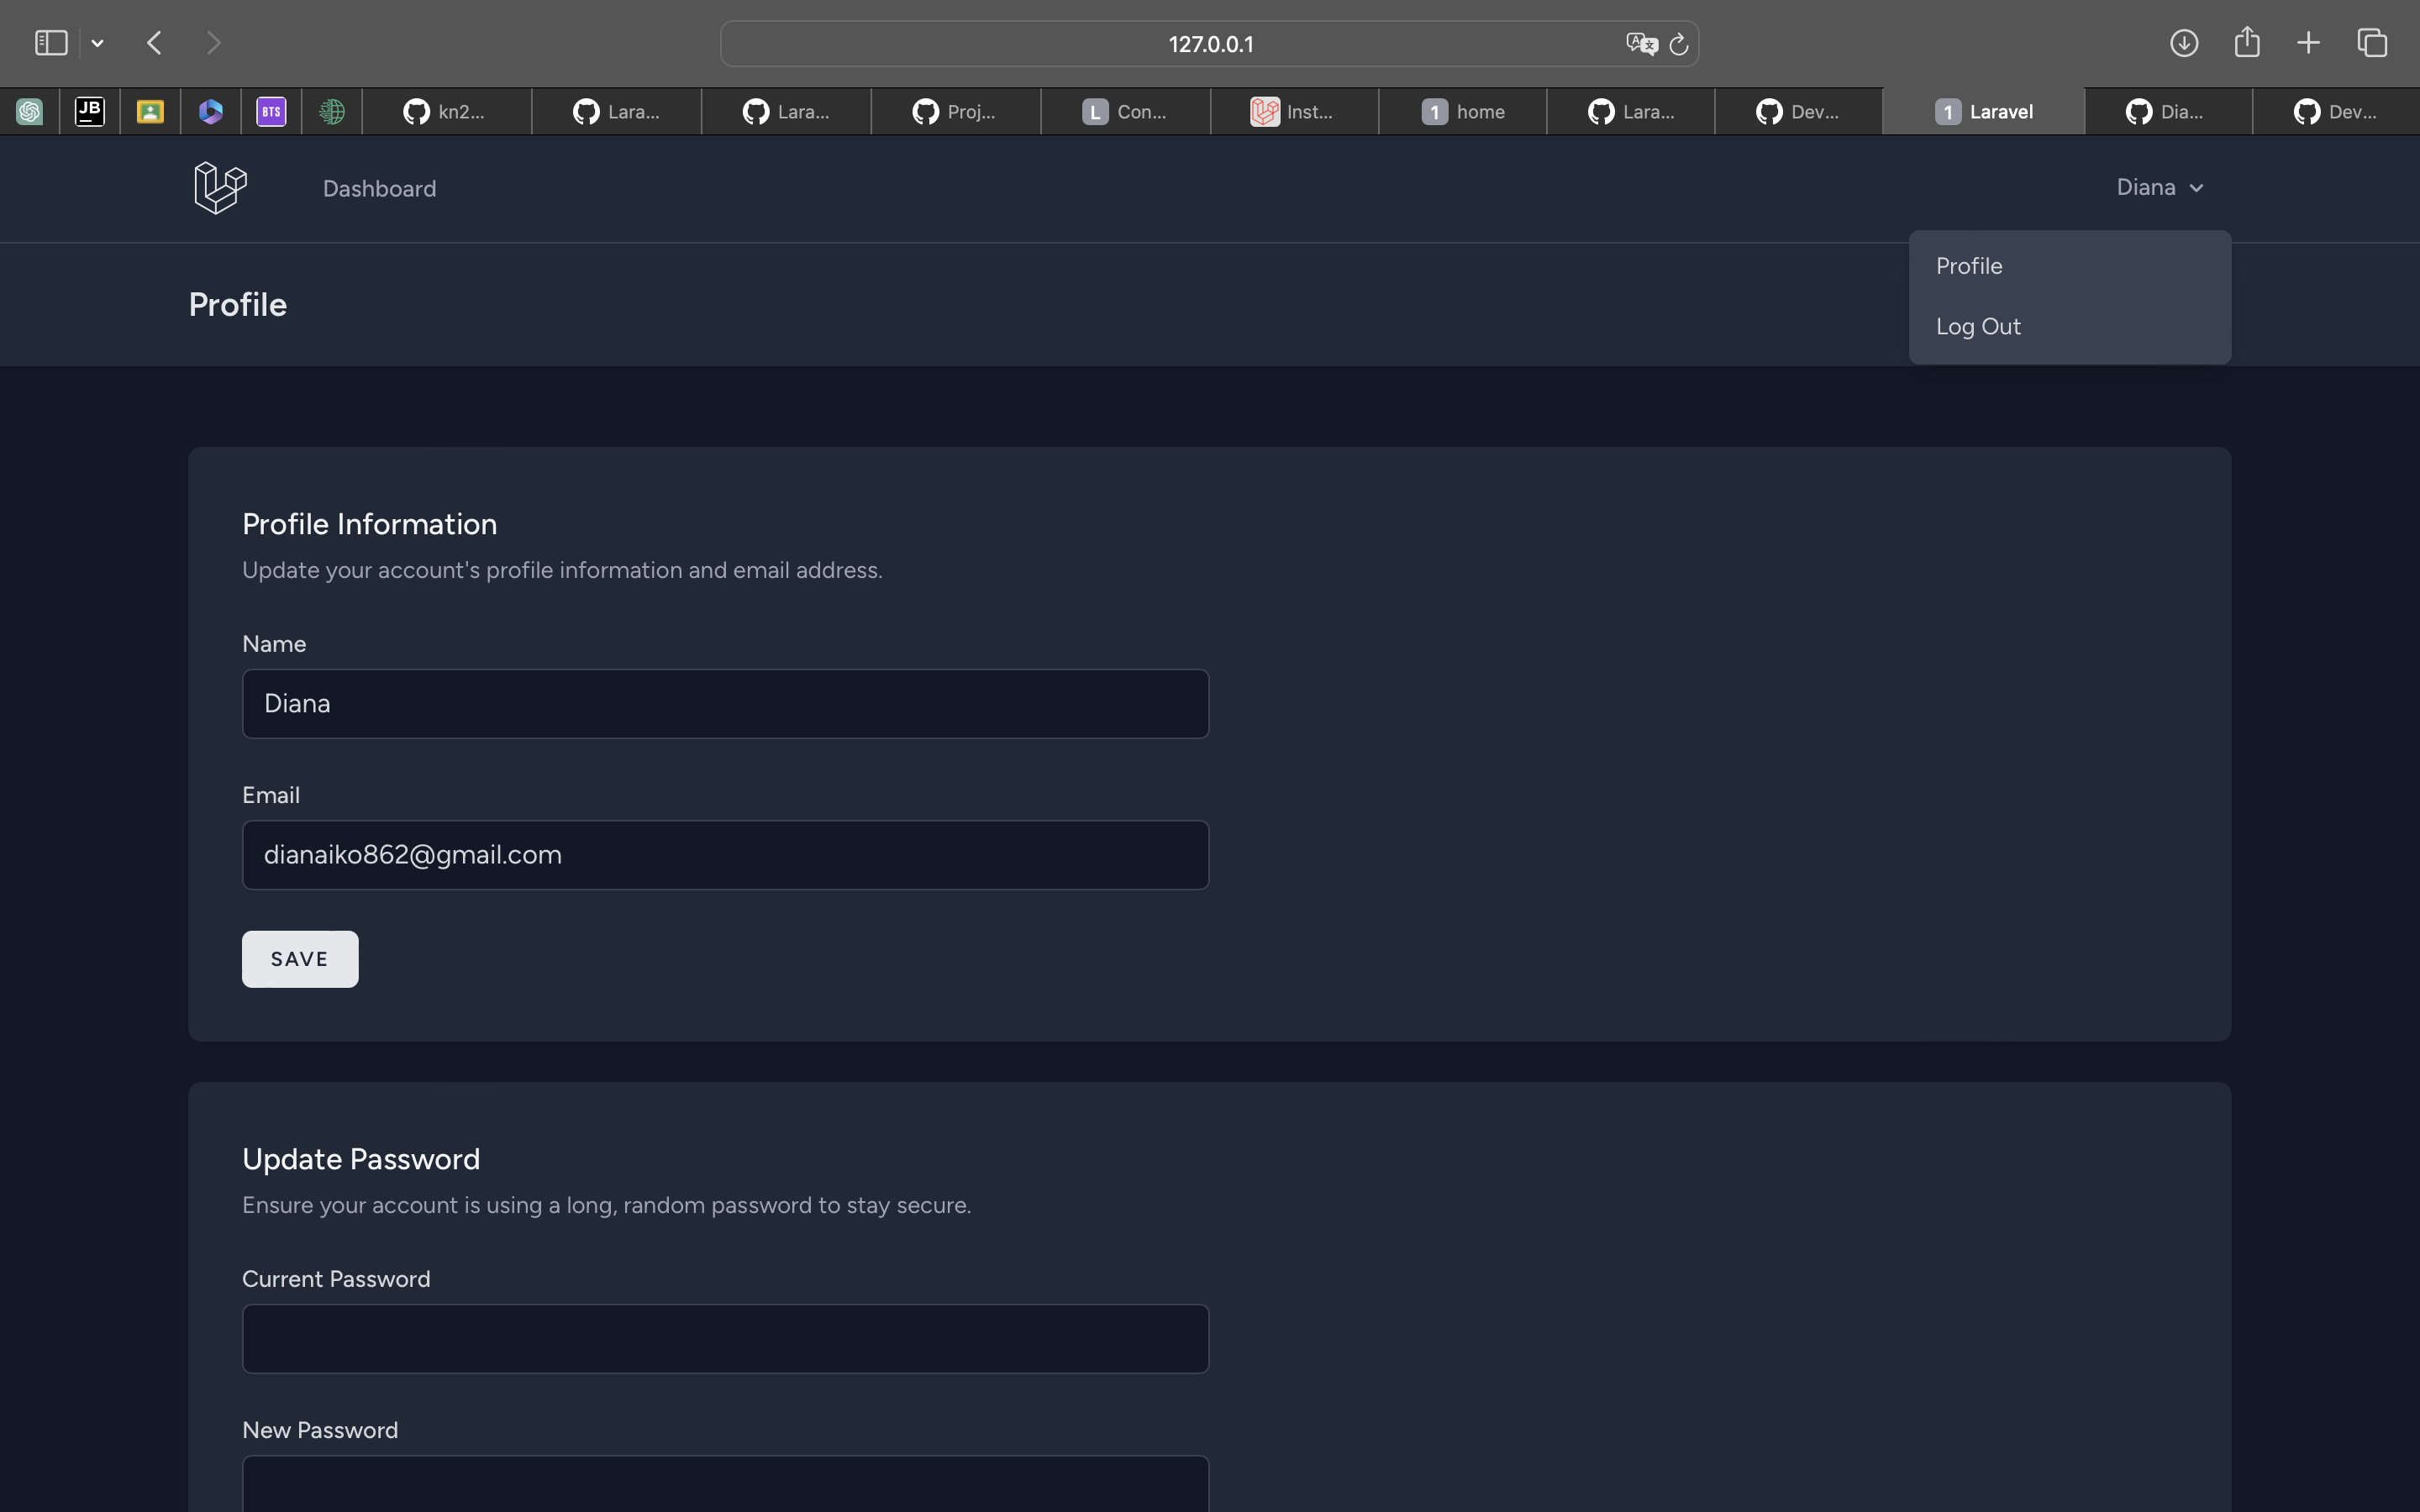 127.0.0.1
JB
BTS
kn2...
Lara...
Lara...
Proj...
L Con...
Inst...
1 home
Lara...
Dev...
1 Laravel
Dia...
Dev...
Dashboard
Diana
Profile
Log Out
Profile
Profile Information
Update your account's profile information and email address.
Name
Diana
Email
dianaiko862@gmail.com
SAVE
Update Password
Ensure your account is using a long, random password to stay secure.
Current Password
New Password